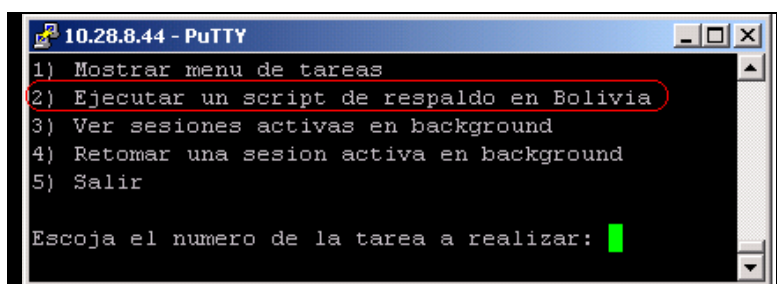 10.28.8.44 - PuTTY
1) Mostrar menu de tareas
2) Ejecutar un script de respaldo en Bolivia
3) Ver sesiones activas en background
4) Retomar una sesion activa en background
5) Salir
Escoja el numero de la tarea a realizar: